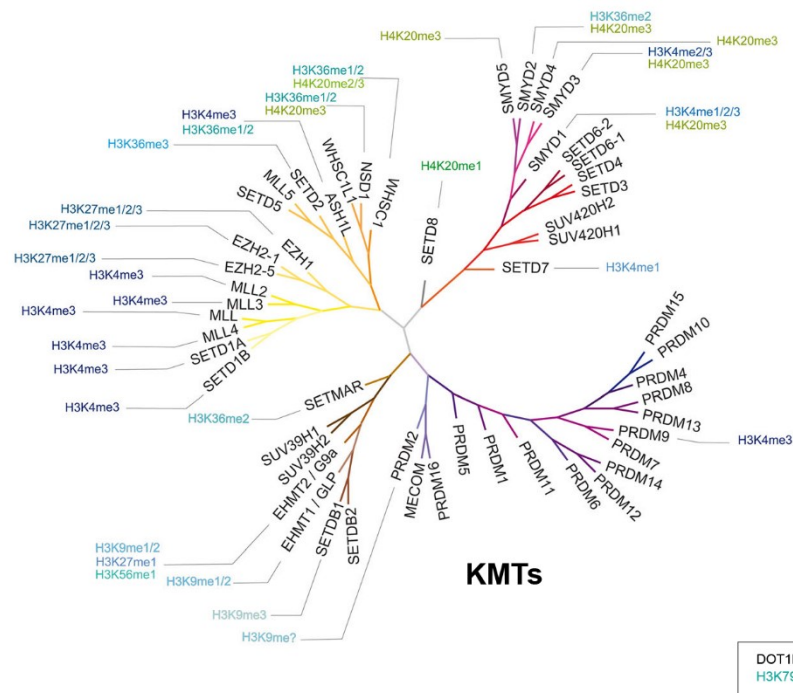 H3K36me2
H4K20me3
H4K20me3
H4K20me3
H3K4me2/3
H4K20me3
H3K36me1/2
H4K20me2/3
H3K36me1/2
H4K20me3
H3K4me3
H3K36me1/2
H3K36me3
H3K4me1/2/3
H4K20me3
H4K20me1
SMYD5
SMYD2
SMYD4
SMYD3
SMYD1
SETD6-2
SETD6-1
SETD4
SETD3
SUV420H2
SUV420H1
SETD7
H3K4me1
SETD8
WHSC1
NSD1
WHSC1L1
ASH1L
SETD2
MLL5
SETD5
H3K27me1/2/3
H3K27me1/2/3
H3K27me1/2/3
EZH1
EZH2-1
EZH2-5
H3K4me3
MLL2
H3K4me3
MLL3
H3K4me3
MLL
MLL4
H3K4me3
SETD1A
H3K4me3
SETD1B
H3K4me3
H3K36me2
SETMAR
SUV39H1
SUV39H2
EHMT2 / G9a
EHMT1 / GLP
SETDB1
SETDB2
PRDM2
MECOM
PRDM16
PRDM5
PRDM1
PRDM11
PRDM6
PRDM12
PRDM14
PRDM7
PRDM9
H3K4me3
PRDM13
PRDM8
PRDM4
PRDM10
PRDM15
H3K9me1/2
H3K27me1
H3K56me1
H3K9me1/2
H3K9me3
H3K9me?
KMTs
DOT1
H3K79